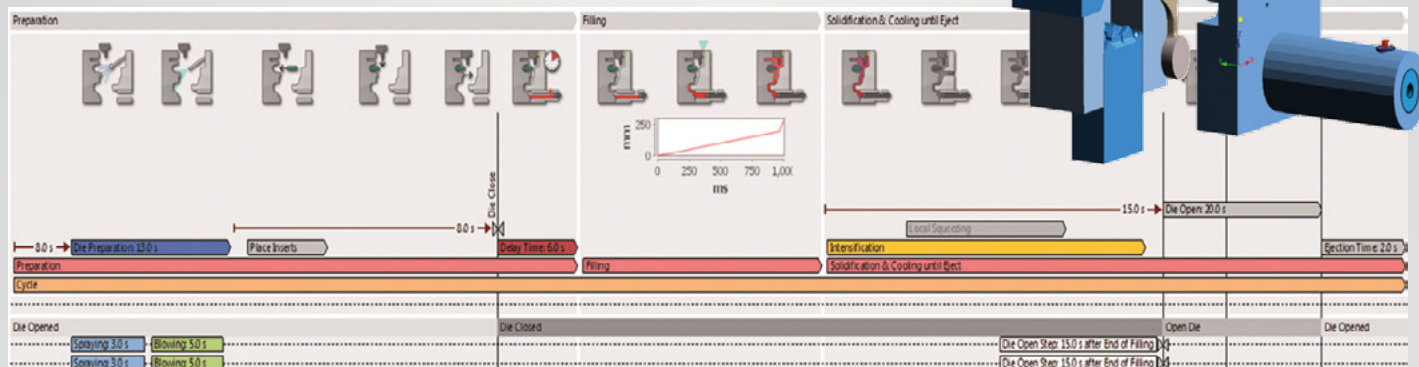 Preparation
Filling
Solidification & Cooling until Eject
mm
250
0
0 250 500 750 1,00
ms
Die Close
15.0 s
Die Open: 20.0 s
8.0 s
Local Squeezing
8.0 s
Die Preparation: 13.0 s
Place Inserts
Delay Time: 6.0 s
Intensification
Ejection Time: 2.0 s
Preparation
Filling
Solidification & Cooling until Eject
Cycle
Die Opened
Die Closed
Open Die
Die Opened
Spraying: 3.0 s
Blowing: 5.0 s
Die Open Step: 15.0 s after End of Filling
Spraying: 3.0 s
Blowing: 5.0 s
Die Open Step: 15.0 s after End of Filling